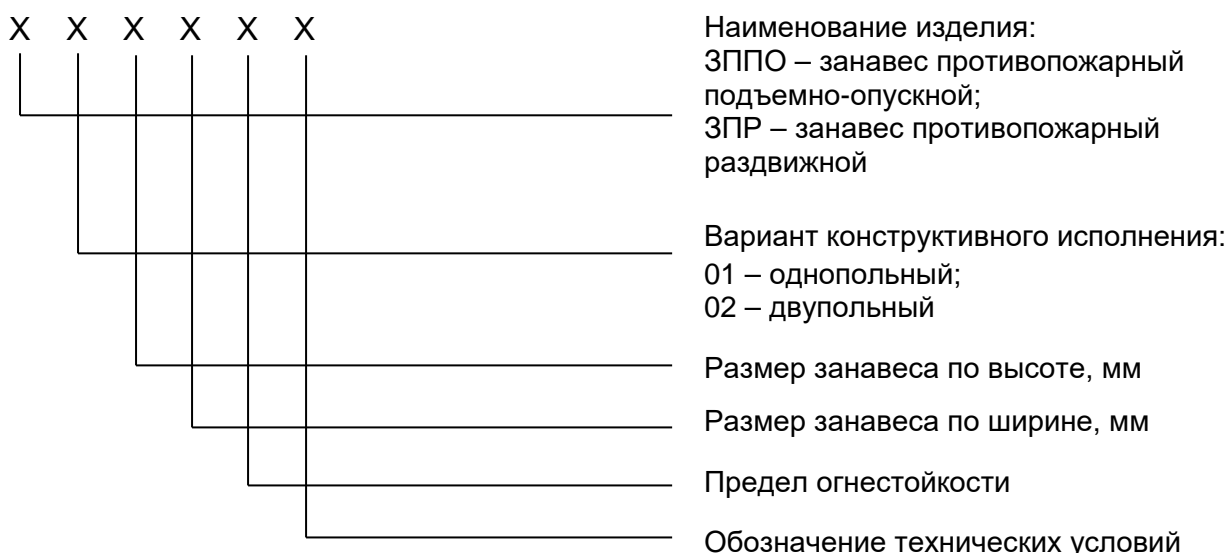 Х Х Х Х Х Х
Наименование изделия:
ЗППО – занавес противопожарный
подъемно-опускной;
ЗПР – занавес противопожарный
раздвижной
Вариант конструктивного исполнения:
01 – однопольный;
02 – двупольный
Размер занавеса по высоте, мм
Размер занавеса по ширине, мм
Предел огнестойкости
Обозначение технических условий